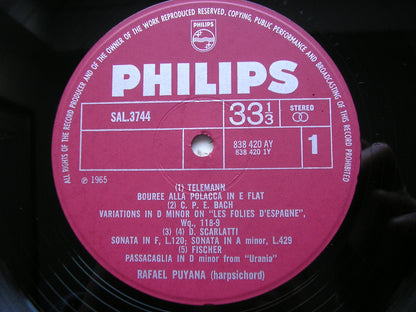 ALL RIGHTS OF THE RECORD PRODUCER AND OF THE OWNER OF THE WORK REPRODUCED RESERVED. COPYING, PUBLIC PERFORMANCE AND BROADCASTING OF THIS RECORD PROHIBITED
PHILIPS
PHILIPS
SAL.3744
33 1/3
STEREO
838 420 AY
838 420 1Y
1
℗ 1965
(1) TELEMANN
BOUREE ALLA POLACCA IN E FLAT
(2) C. P. E. BACH
VARIATIONS IN D MINOR ON "LES FOLIES D'ESPAGNE",
Wq., 118-9
(3) (4) D. SCARLATTI
SONATA IN F, L.120; SONATA IN A minor, L.429
(5) FISCHER
PASSACAGLIA IN D minor from "Urania"
RAFAEL PUYANA (harpsichord)